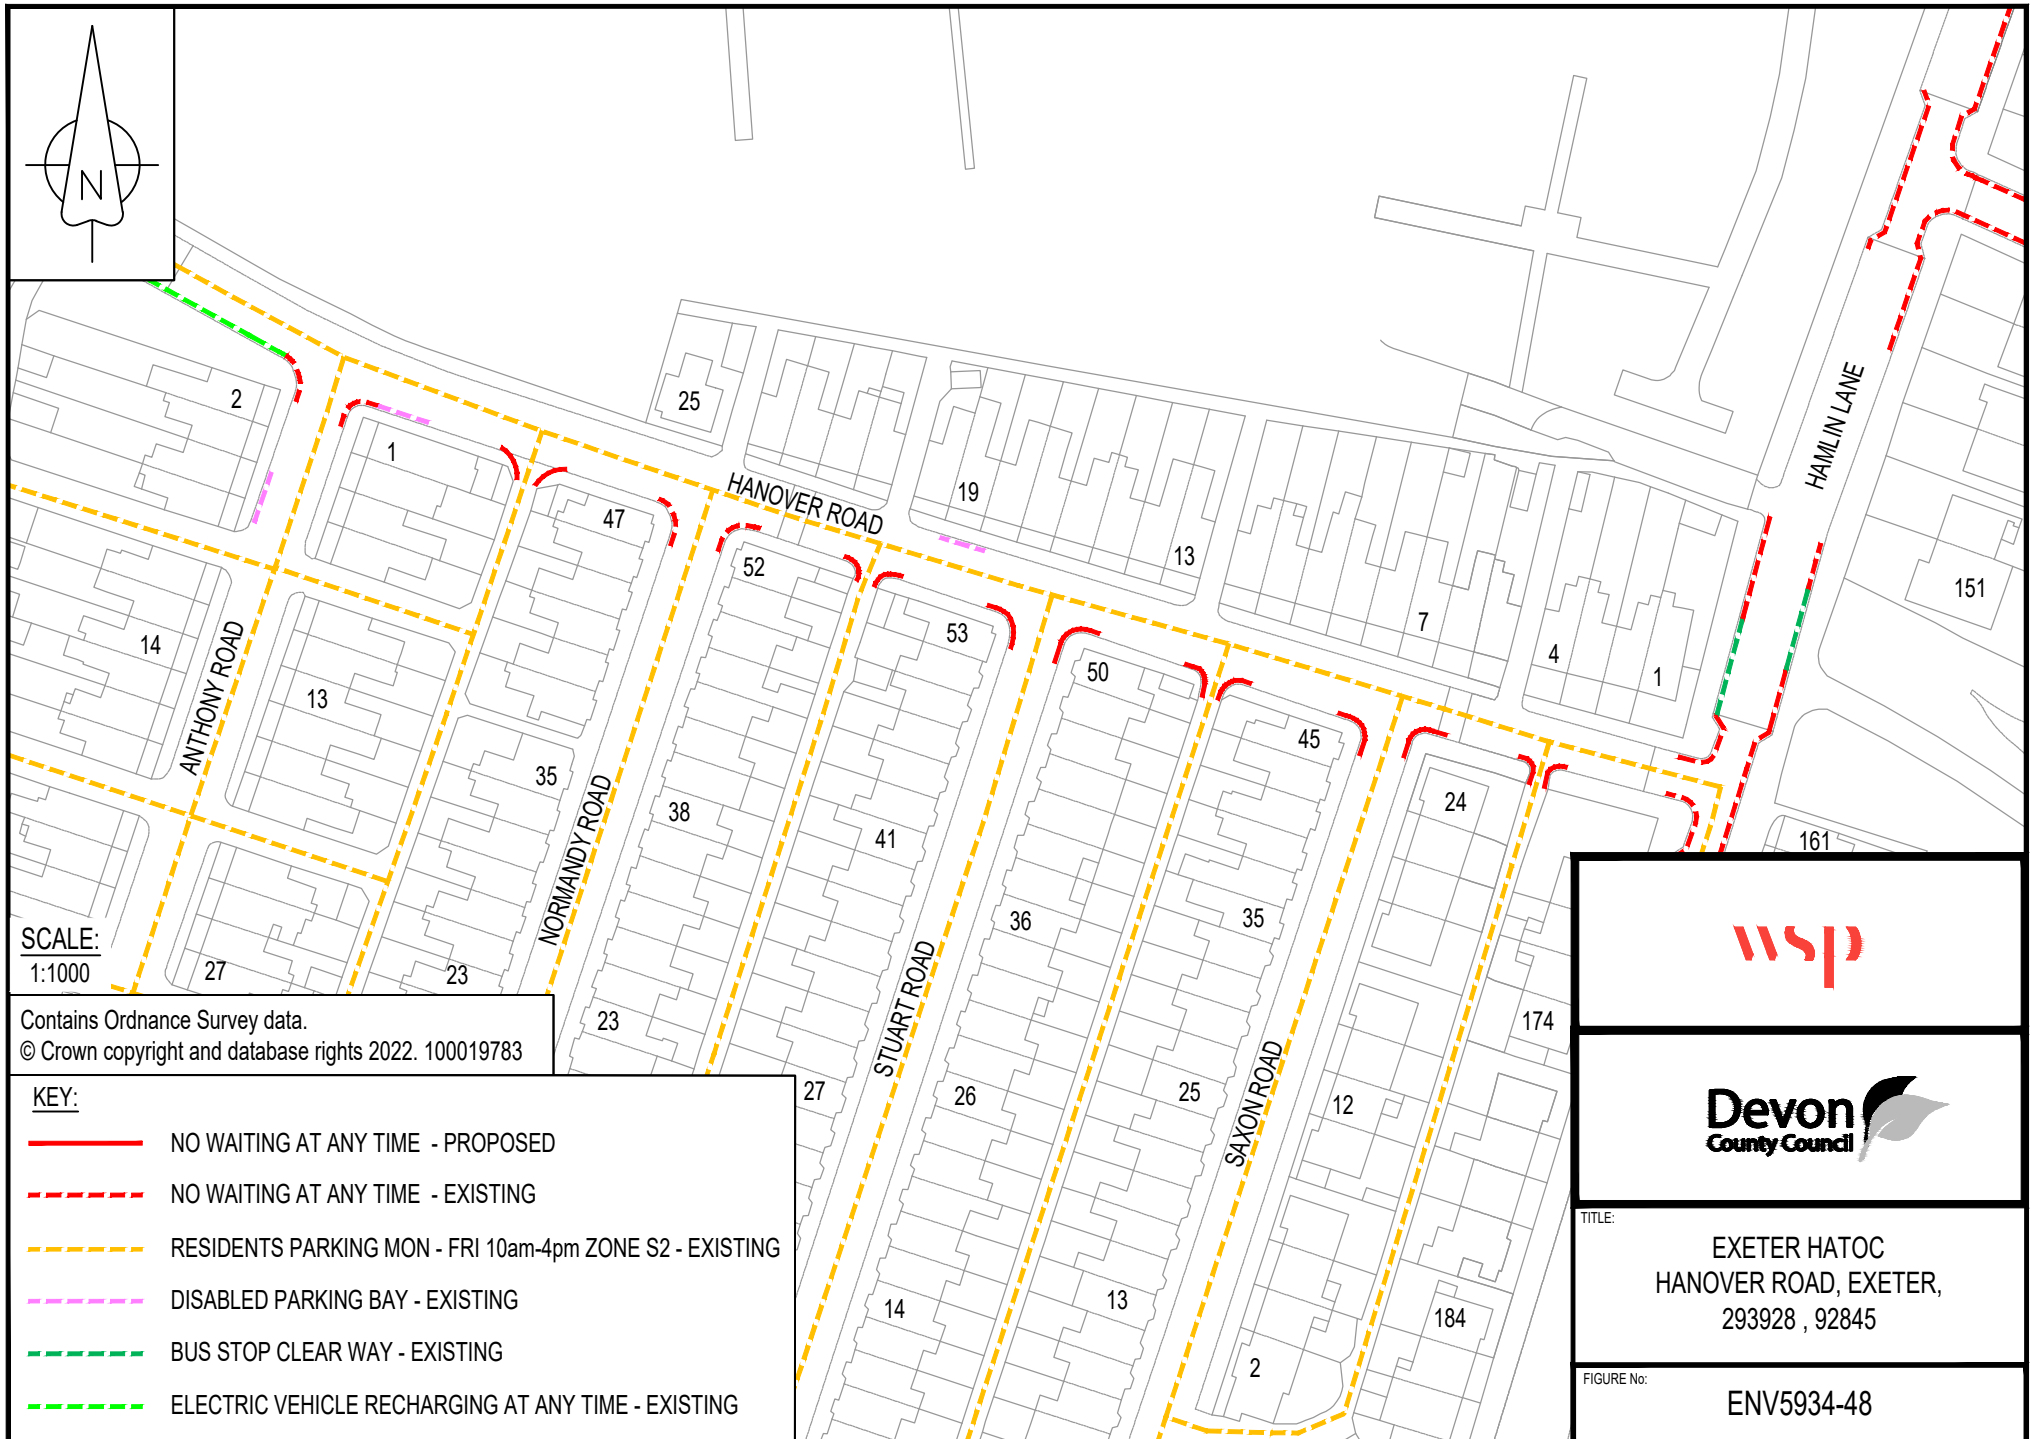 N
2
25
1
47
HANOVER ROAD
19
13
HAMLIN LANE
52
53
50
7
4
1
151
14
ANTHONY ROAD
13
35
NORMANDY ROAD
38
41
45
24
161
36
35
STUART ROAD
SCALE:
1:1000
27
23
23
174
wsp
Contains Ordnance Survey data.
© Crown copyright and database rights 2022. 100019783
27
26
25
SAXON ROAD
12
14
13
2
184
KEY:
NO WAITING AT ANY TIME - PROPOSED
NO WAITING AT ANY TIME - EXISTING
RESIDENTS PARKING MON - FRI 10am-4pm ZONE S2 - EXISTING
DISABLED PARKING BAY - EXISTING
BUS STOP CLEAR WAY - EXISTING
ELECTRIC VEHICLE RECHARGING AT ANY TIME - EXISTING
Devon
County Council
TITLE:
EXETER HATOC
HANOVER ROAD, EXETER,
293928 , 92845
FIGURE No:
ENV5934-48